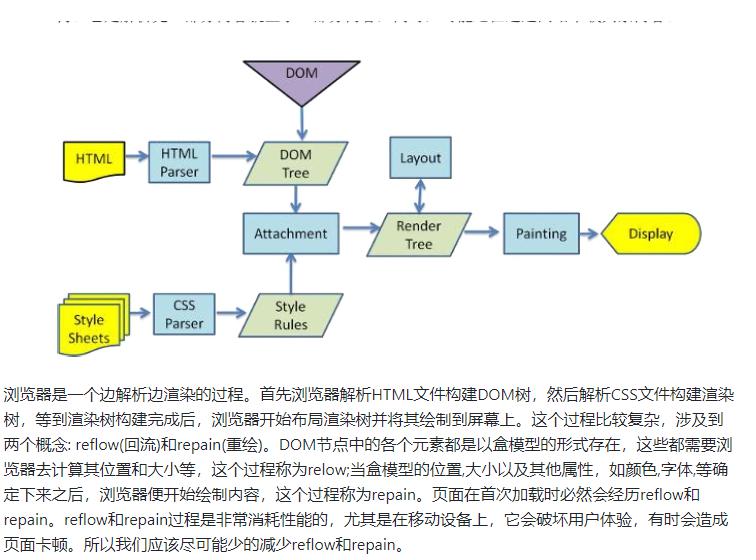 DOM
HTML
HTML
Parser
DOM
Tree
Layout
Attachment
Render
Tree
Painting
Display
Style
Sheets
CSS
Parser
Style
Rules
浏览器是一个边解析边渲染的过程。首先浏览器解析HTML文件构建DOM树，然后解析CSS文件构建渲染
树，等到渲染树构建完成后，浏览器开始布局渲染树并将其绘制到屏幕上。这个过程比较复杂，涉及到
两个概念: reflow(回流)和repain(重绘)。DOM节点中的各个元素都是以盒模型的形式存在，这些都需要浏
览器去计算其位置和大小等，这个过程称为relow;当盒模型的位置,大小以及其他属性，如颜色,字体,等确
定下来之后，浏览器便开始绘制内容，这个过程称为repain。页面在首次加载时必然会经历reflow和
repain。reflow和repain过程是非常消耗性能的，尤其是在移动设备上，它会破坏用户体验，有时会造成
页面卡顿。所以我们应该尽可能少的减少reflow和repain。